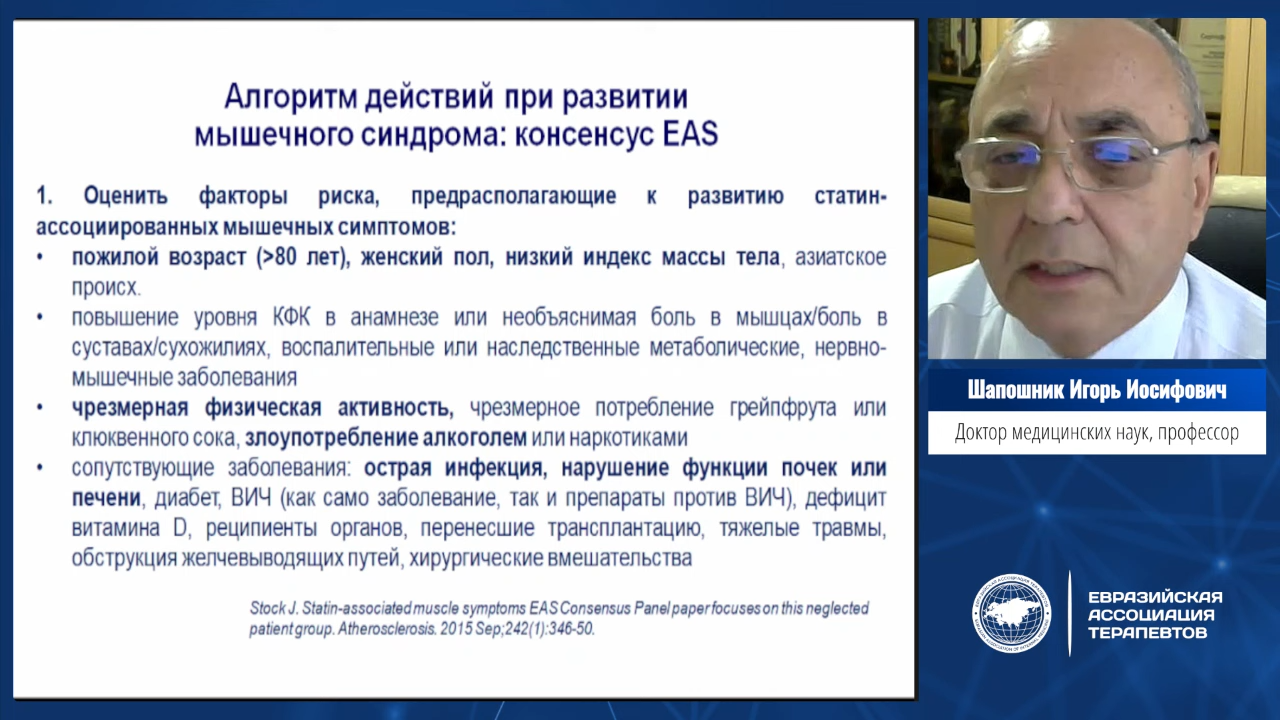 Алгоритм действий при развитии
мышечного синдрома: консенсус EAS
1. Оценить факторы риска, предрасполагающие к развитию статин-
ассоциированных мышечных симптомов:
• пожилой возраст (>80 лет), женский пол, низкий индекс массы тела, азиатское
происх.
• повышение уровня КФК в анамнезе или необъяснимая боль в мышцах/боль в
суставах/сухожилиях, воспалительные или наследственные метаболические, нервно-
мышечные заболевания
• чрезмерная физическая активность, чрезмерное потребление грейпфрута или
клюквенного сока, злоупотребление алкоголем или наркотиками
• сопутствующие заболевания: острая инфекция, нарушение функции почек или
печени, диабет, ВИЧ (как само заболевание, так и препараты против ВИЧ), дефицит
витамина D, реципиенты органов, перенесшие трансплантацию, тяжелые травмы,
обструкция желчевыводящих путей, хирургические вмешательства
Stock J. Statin-associated muscle symptoms EAS Consensus Panel paper focuses on this neglected
patient group. Atherosclerosis. 2015 Sep;242(1):346-50.
Шапошник Игорь Иосифович
Доктор медицинских наук, профессор
ЕВРАЗИЙСКАЯ
АССОЦИАЦИЯ
ТЕРАПЕВТОВ